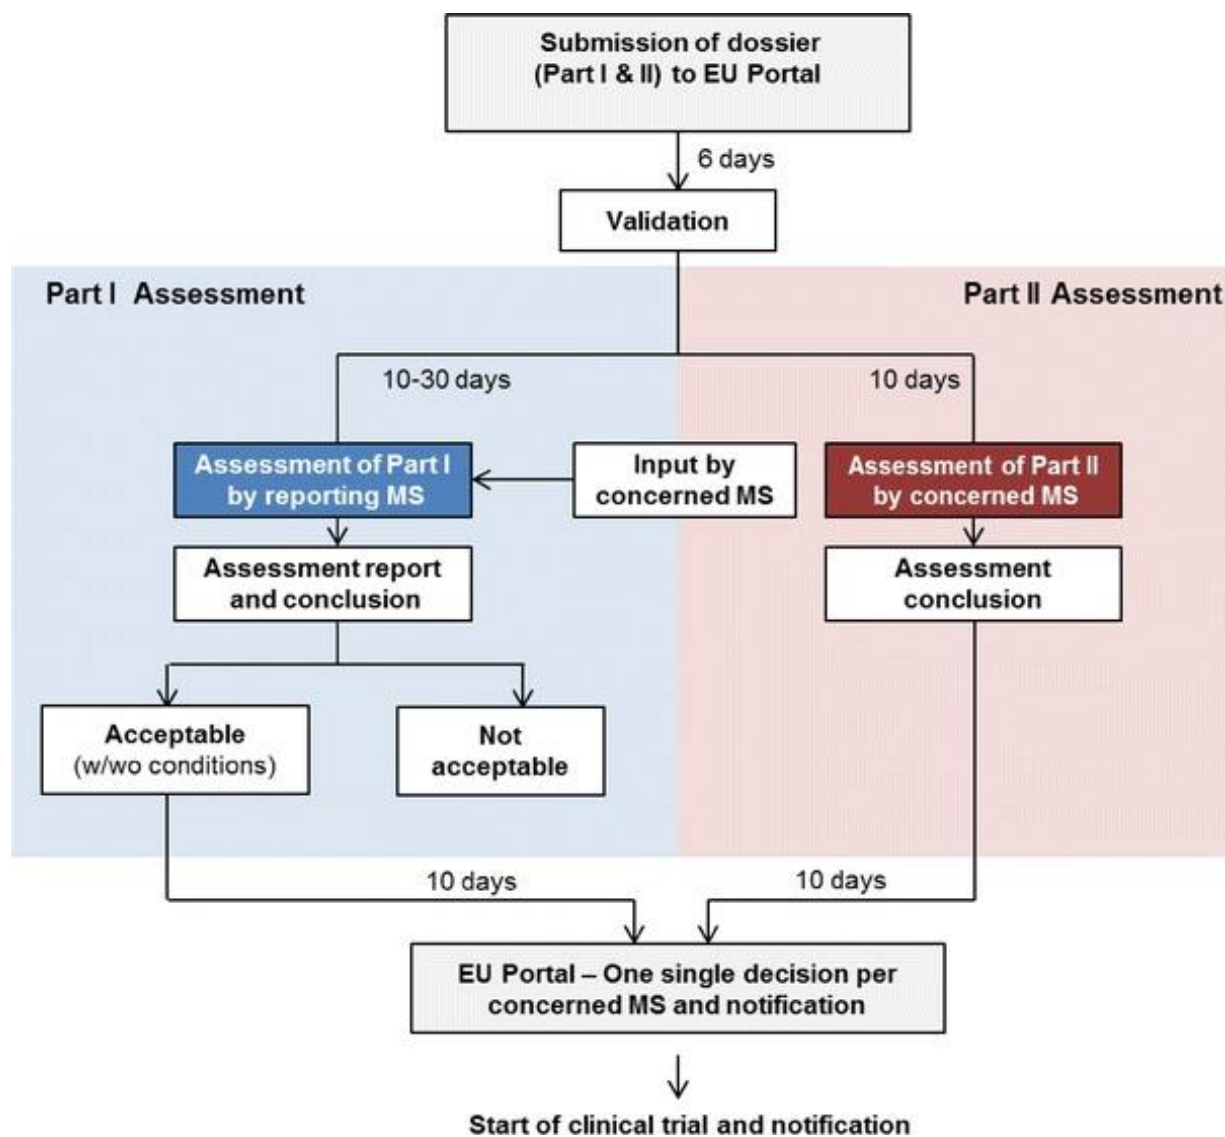 Submission of dossier
(Part I & II) to EU Portal
6 days
Validation
Part I Assessment
Part II Assessment
10-30 days
10 days
Assessment of Part I
by reporting MS
Input by
concerned MS
Assessment of Part II
by concerned MS
Assessment report
and conclusion
Assessment
conclusion
Acceptable
(w/wo conditions)
Not
acceptable
10 days
10 days
EU Portal – One single decision per
concerned MS and notification
Start of clinical trial and notification